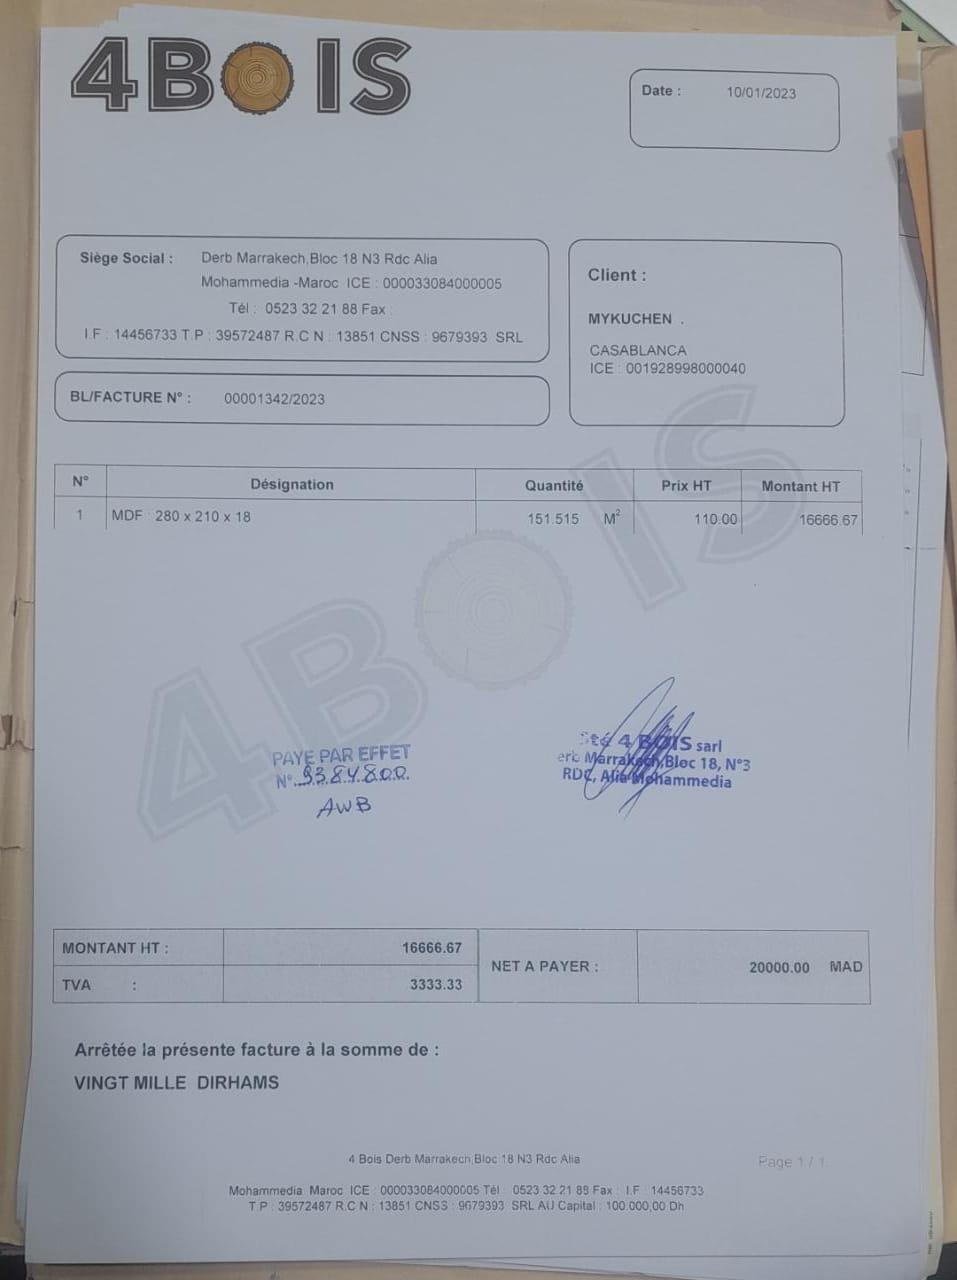 4BOIS
Date : 10/01/2023
Siège Social : Derb Marrakech,Bloc 18 N3 Rdc Alia
Mohammedia -Maroc ICE : 000033084000005
Tél : 0523 32 21 88 Fax :
I.F : 14456733 T.P : 39572487 R.C N : 13851 CNSS : 9679393 SRL
Client :
MYKUCHEN .
CASABLANCA
ICE : 001928998000040
BL/FACTURE N° : 00001342/2023
N° Désignation Quantité Prix HT Montant HT
1 MDF 280 x 210 x 18 151.515 M² 110.00 16666.67
4BOIS
PAYE PAR EFFET
N° 9384800
AWB
Sté 4 BOIS sarl
erb Marrakech,Bloc 18, N°3
RDC, Alia Mohammedia
MONTANT HT : 16666.67
TVA : 3333.33
NET A PAYER : 20000.00 MAD
Arrêtée la présente facture à la somme de :
VINGT MILLE DIRHAMS
4 Bois Derb Marrakech,Bloc 18 N3 Rdc Alia
Page 1 / 1
Mohammedia Maroc ICE : 000033084000005 Tél : 0523 32 21 88 Fax : I.F : 14456733
T.P : 39572487 R.C N : 13851 CNSS : 9679393 SRL AU Capital : 100.000,00 Dh